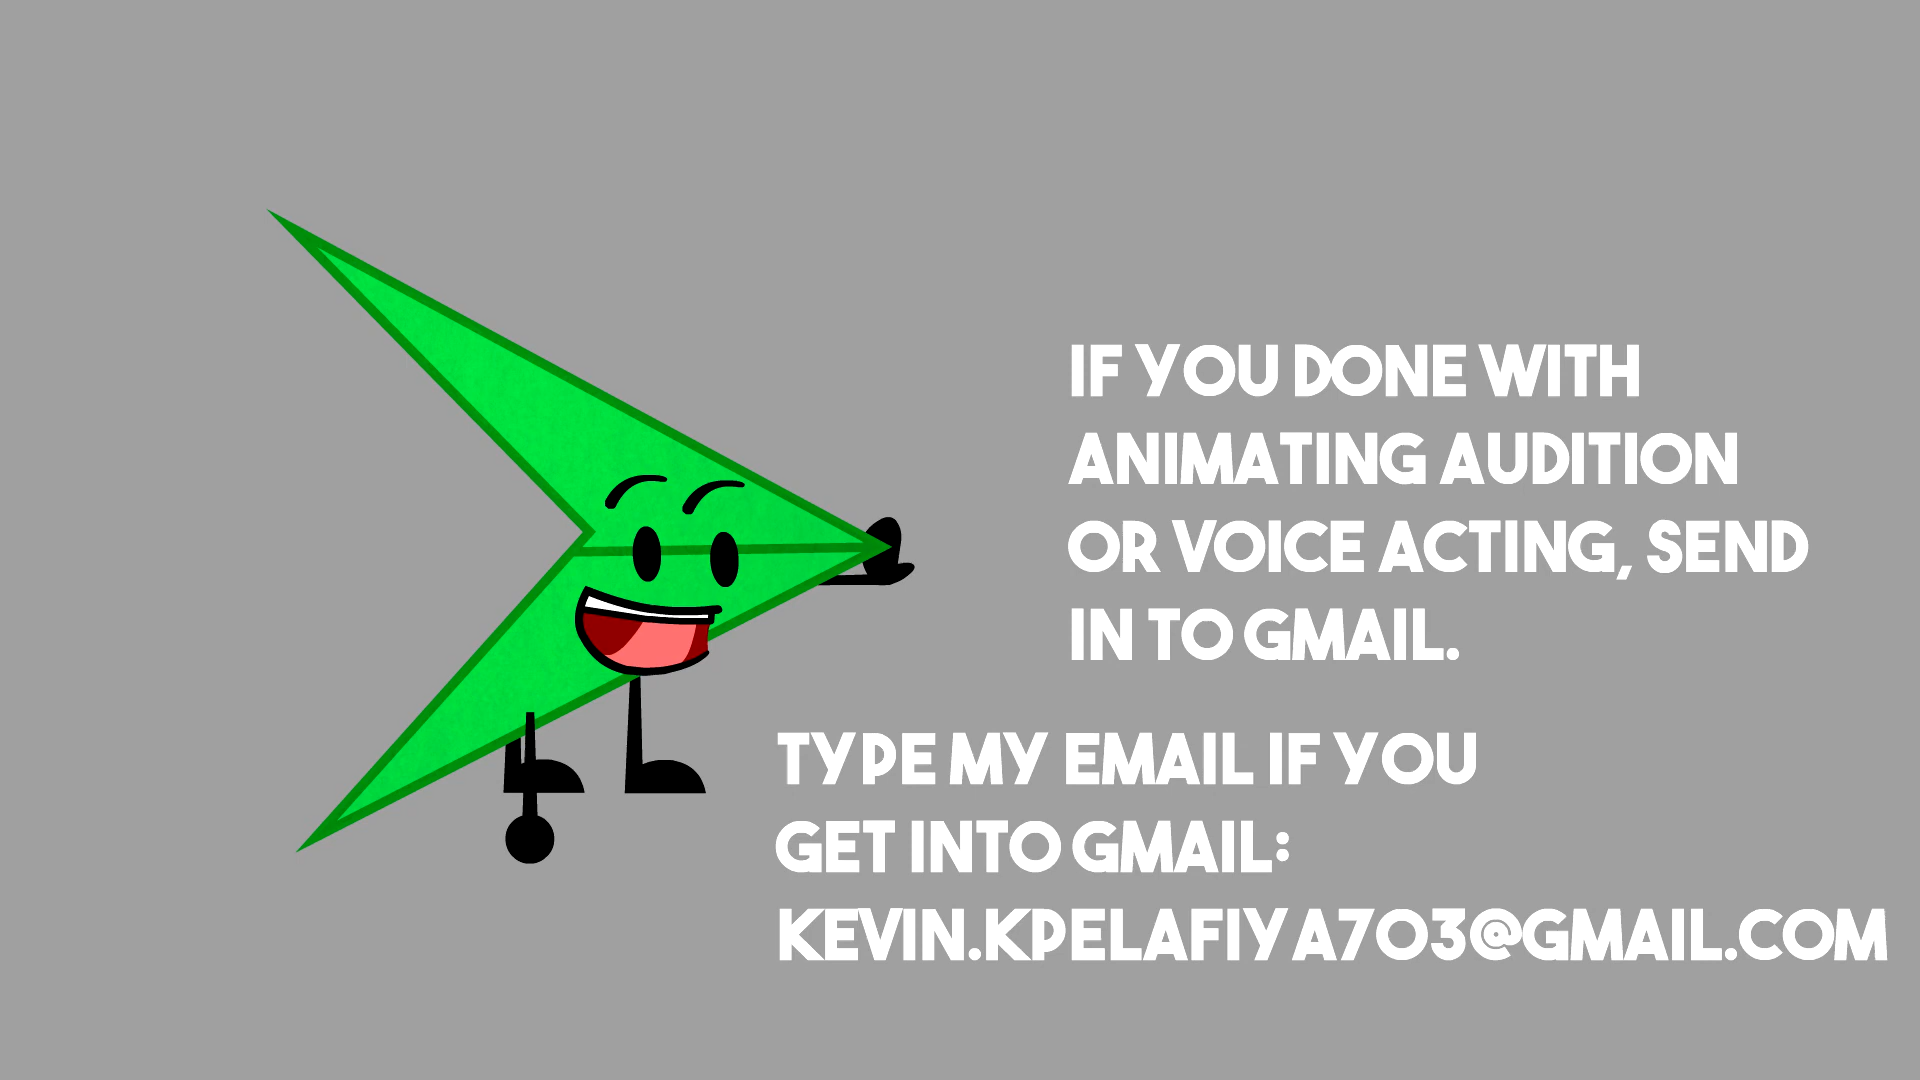 IF YOU DONE WITH
ANIMATING AUDITION
OR VOICE ACTING, SEND
IN TO GMAIL.
TYPE MY EMAIL IF YOU
GET INTO GMAIL:
KEVIN.KPELAFIYA703@GMAIL.COM